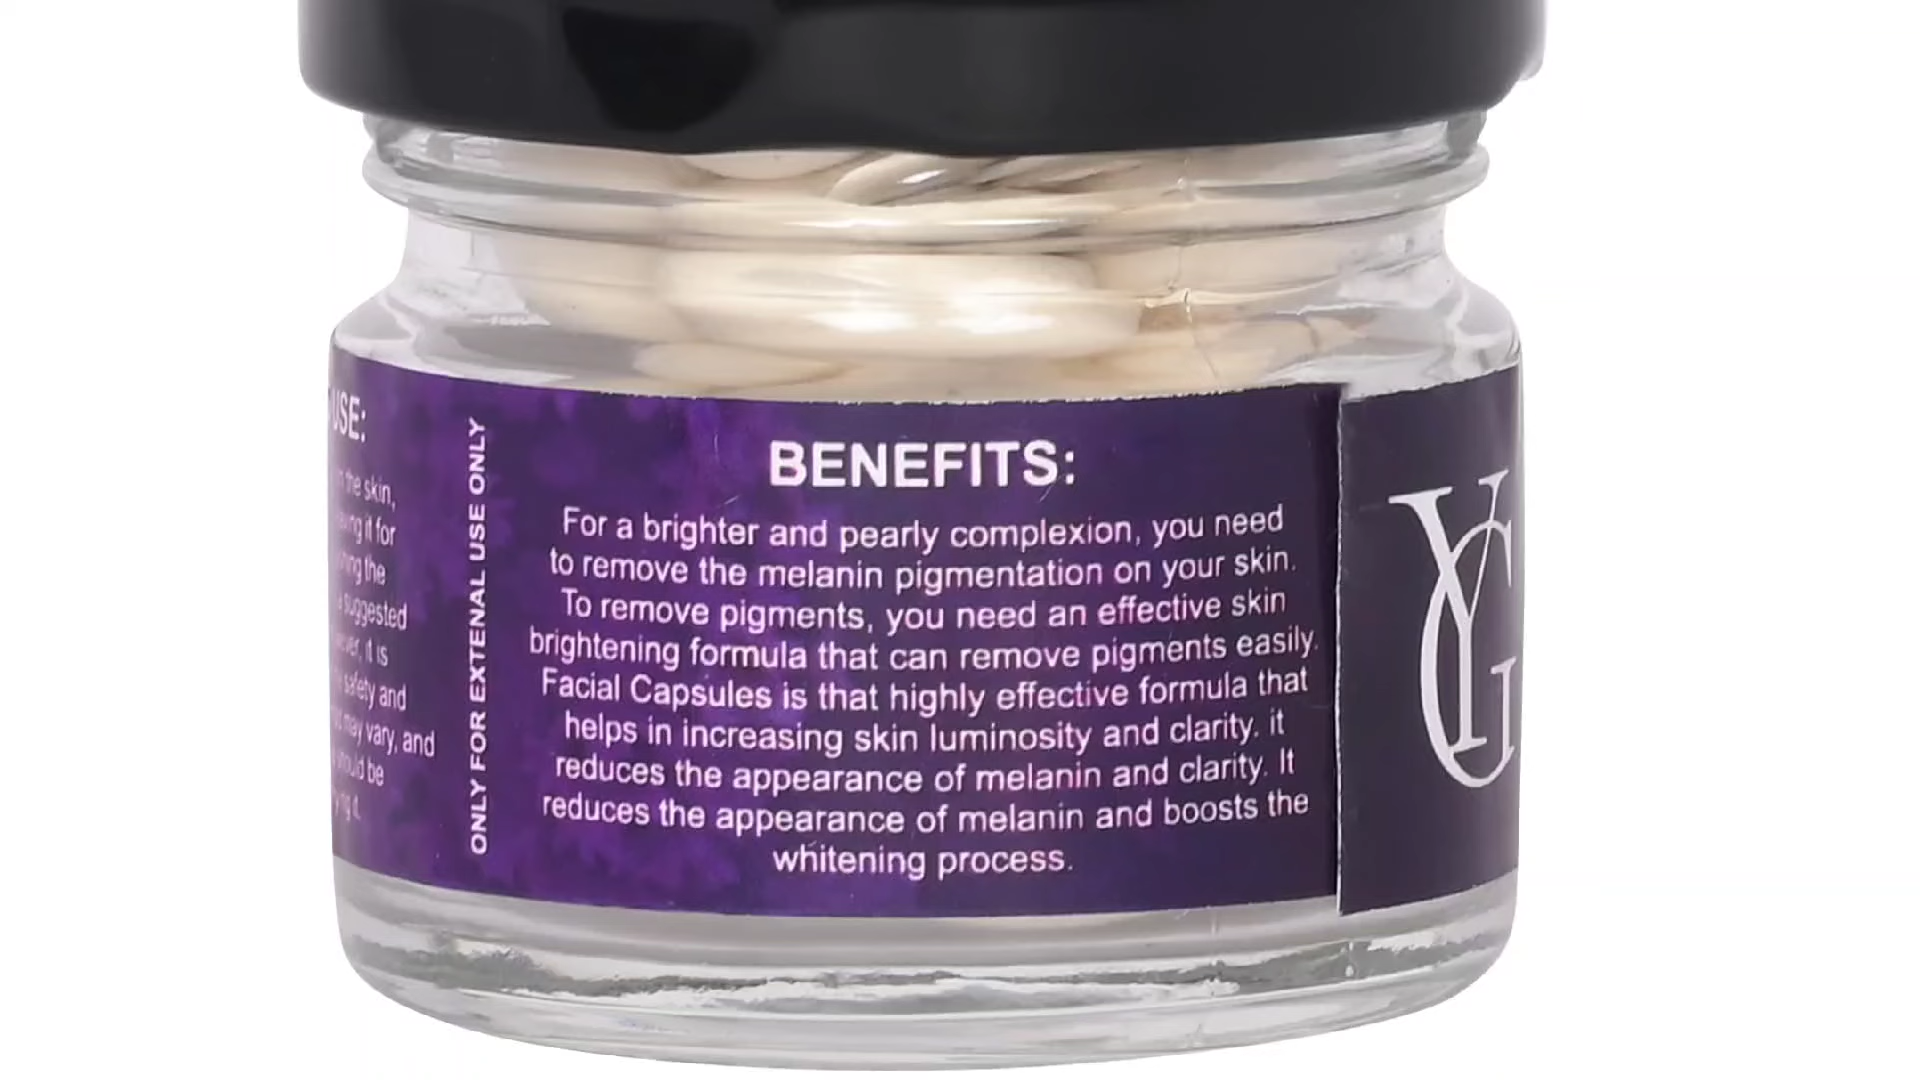 USE:
the skin,
it for
the
suggested
it is
safety and
may vary, and
should be
ONLY FOR EXTENAL USE ONLY
BENEFITS:
For a brighter and pearly complexion, you need
to remove the melanin pigmentation on your skin.
To remove pigments, you need an effective skin
brightening formula that can remove pigments easily.
Facial Capsules is that highly effective formula that
helps in increasing skin luminosity and clarity. it
reduces the appearance of melanin and clarity. It
reduces the appearance of melanin and boosts the
whitening process.
YG